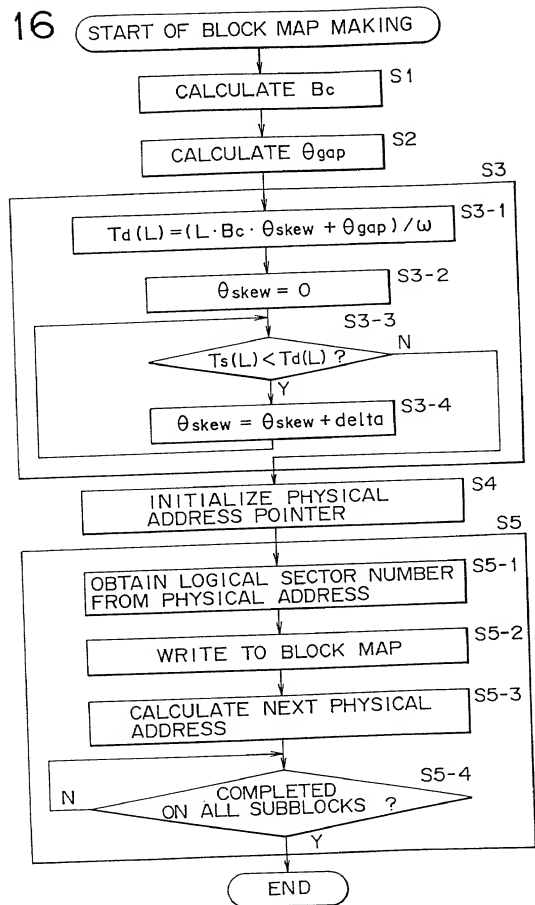 16
START OF BLOCK MAP MAKING
S1
CALCULATE Bc
S2
CALCULATE θgap
S3
S3-1
Td(L)=(L·Bc·θskew+θgap)/ω
S3-2
θskew=0
S3-3
N
Ts(L)<Td(L)?
Y
S3-4
θskew=θskew+delta
S4
INITIALIZE PHYSICAL
ADDRESS POINTER
S5
S5-1
OBTAIN LOGICAL SECTOR NUMBER
FROM PHYSICAL ADDRESS
S5-2
WRITE TO BLOCK MAP
S5-3
CALCULATE NEXT PHYSICAL
ADDRESS
S5-4
N
COMPLETED
ON ALL SUBBLOCKS ?
Y
END